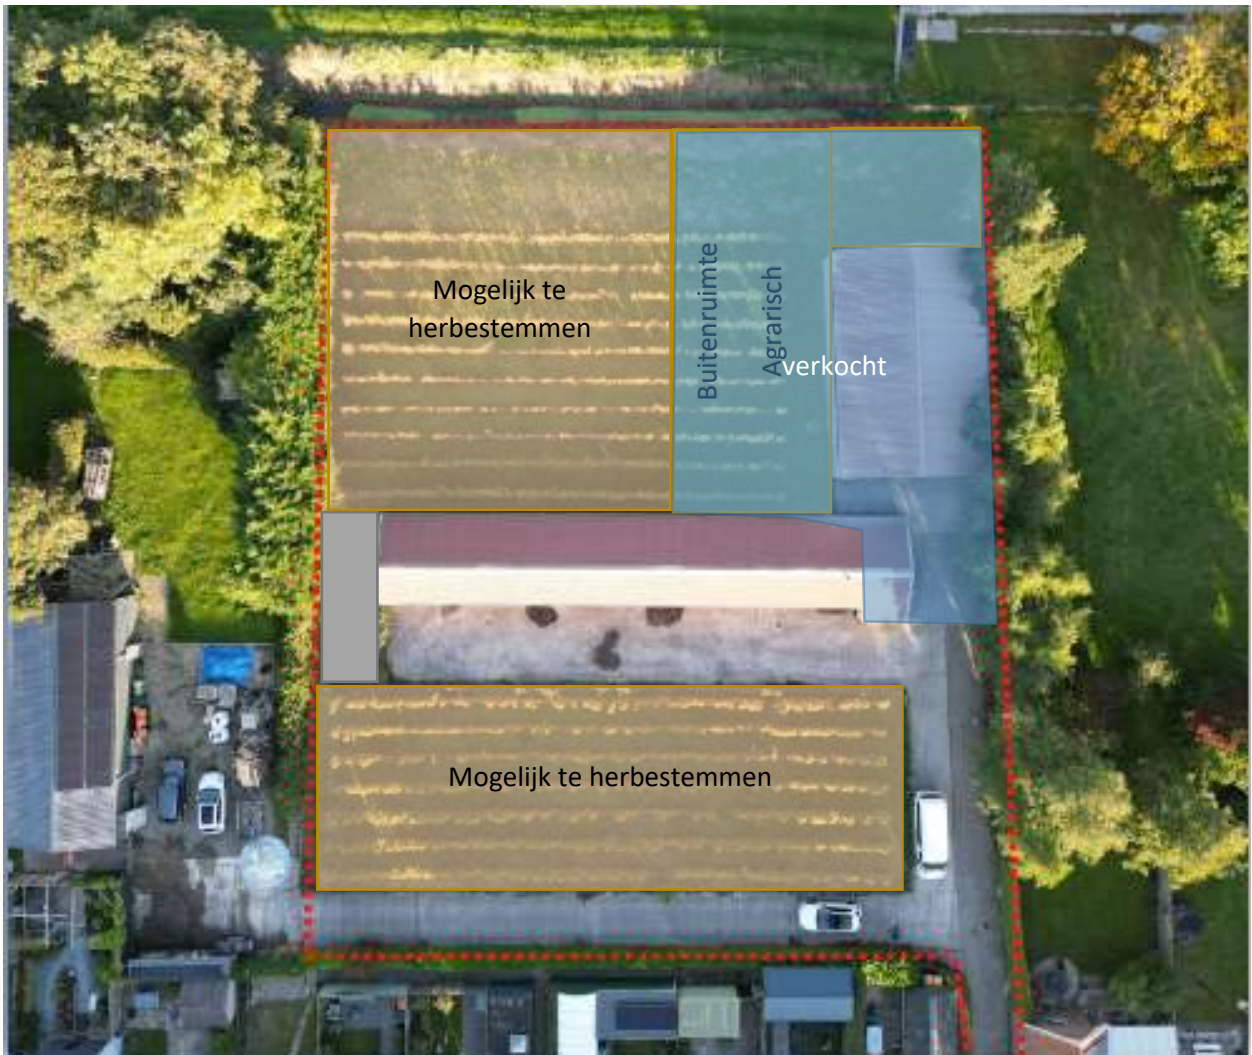 Mogelijk te
herbestemmen
Buitenruimte
Agrarisch
verkocht
Mogelijk te herbestemmen